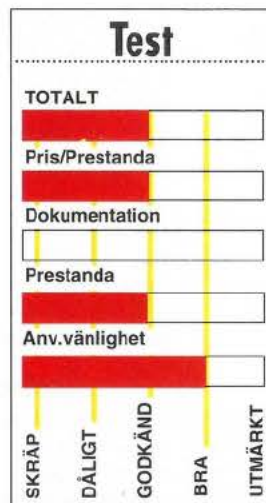 Test
TOTALT
Pris/Prestanda
Dokumentation
Prestanda
Anv.vänlighet
SKRÄP
DÅLIGT
GODKÄND
BRA
UTMÄRKT